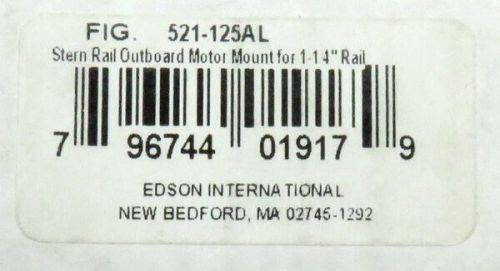 FIG. 521-125AL
Stern Rail Outboard Motor Mount for 1-1 4" Rail
7 96744 01917 9
EDSON INTERNATIONAL
NEW BEDFORD, MA 02745-1292